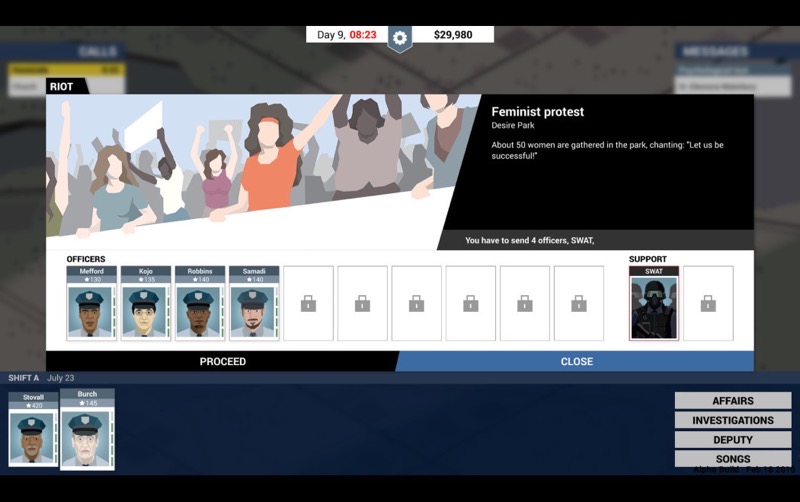 Day 9, 08:23
$29,980
CALLS
MESSAGES
RIOT
Feminist protest
Desire Park
About 50 women are gathered in the park, chanting: "Let us be
successful!"
You have to send 4 officers, SWAT,
OFFICERS
SUPPORT
Mefford
★130
Kojo
★135
Robbins
★140
Samadi
★140
SWAT
PROCEED
CLOSE
SHIFT A July 23
Stovall
★420
Burch
★145
AFFAIRS
INVESTIGATIONS
DEPUTY
SONGS